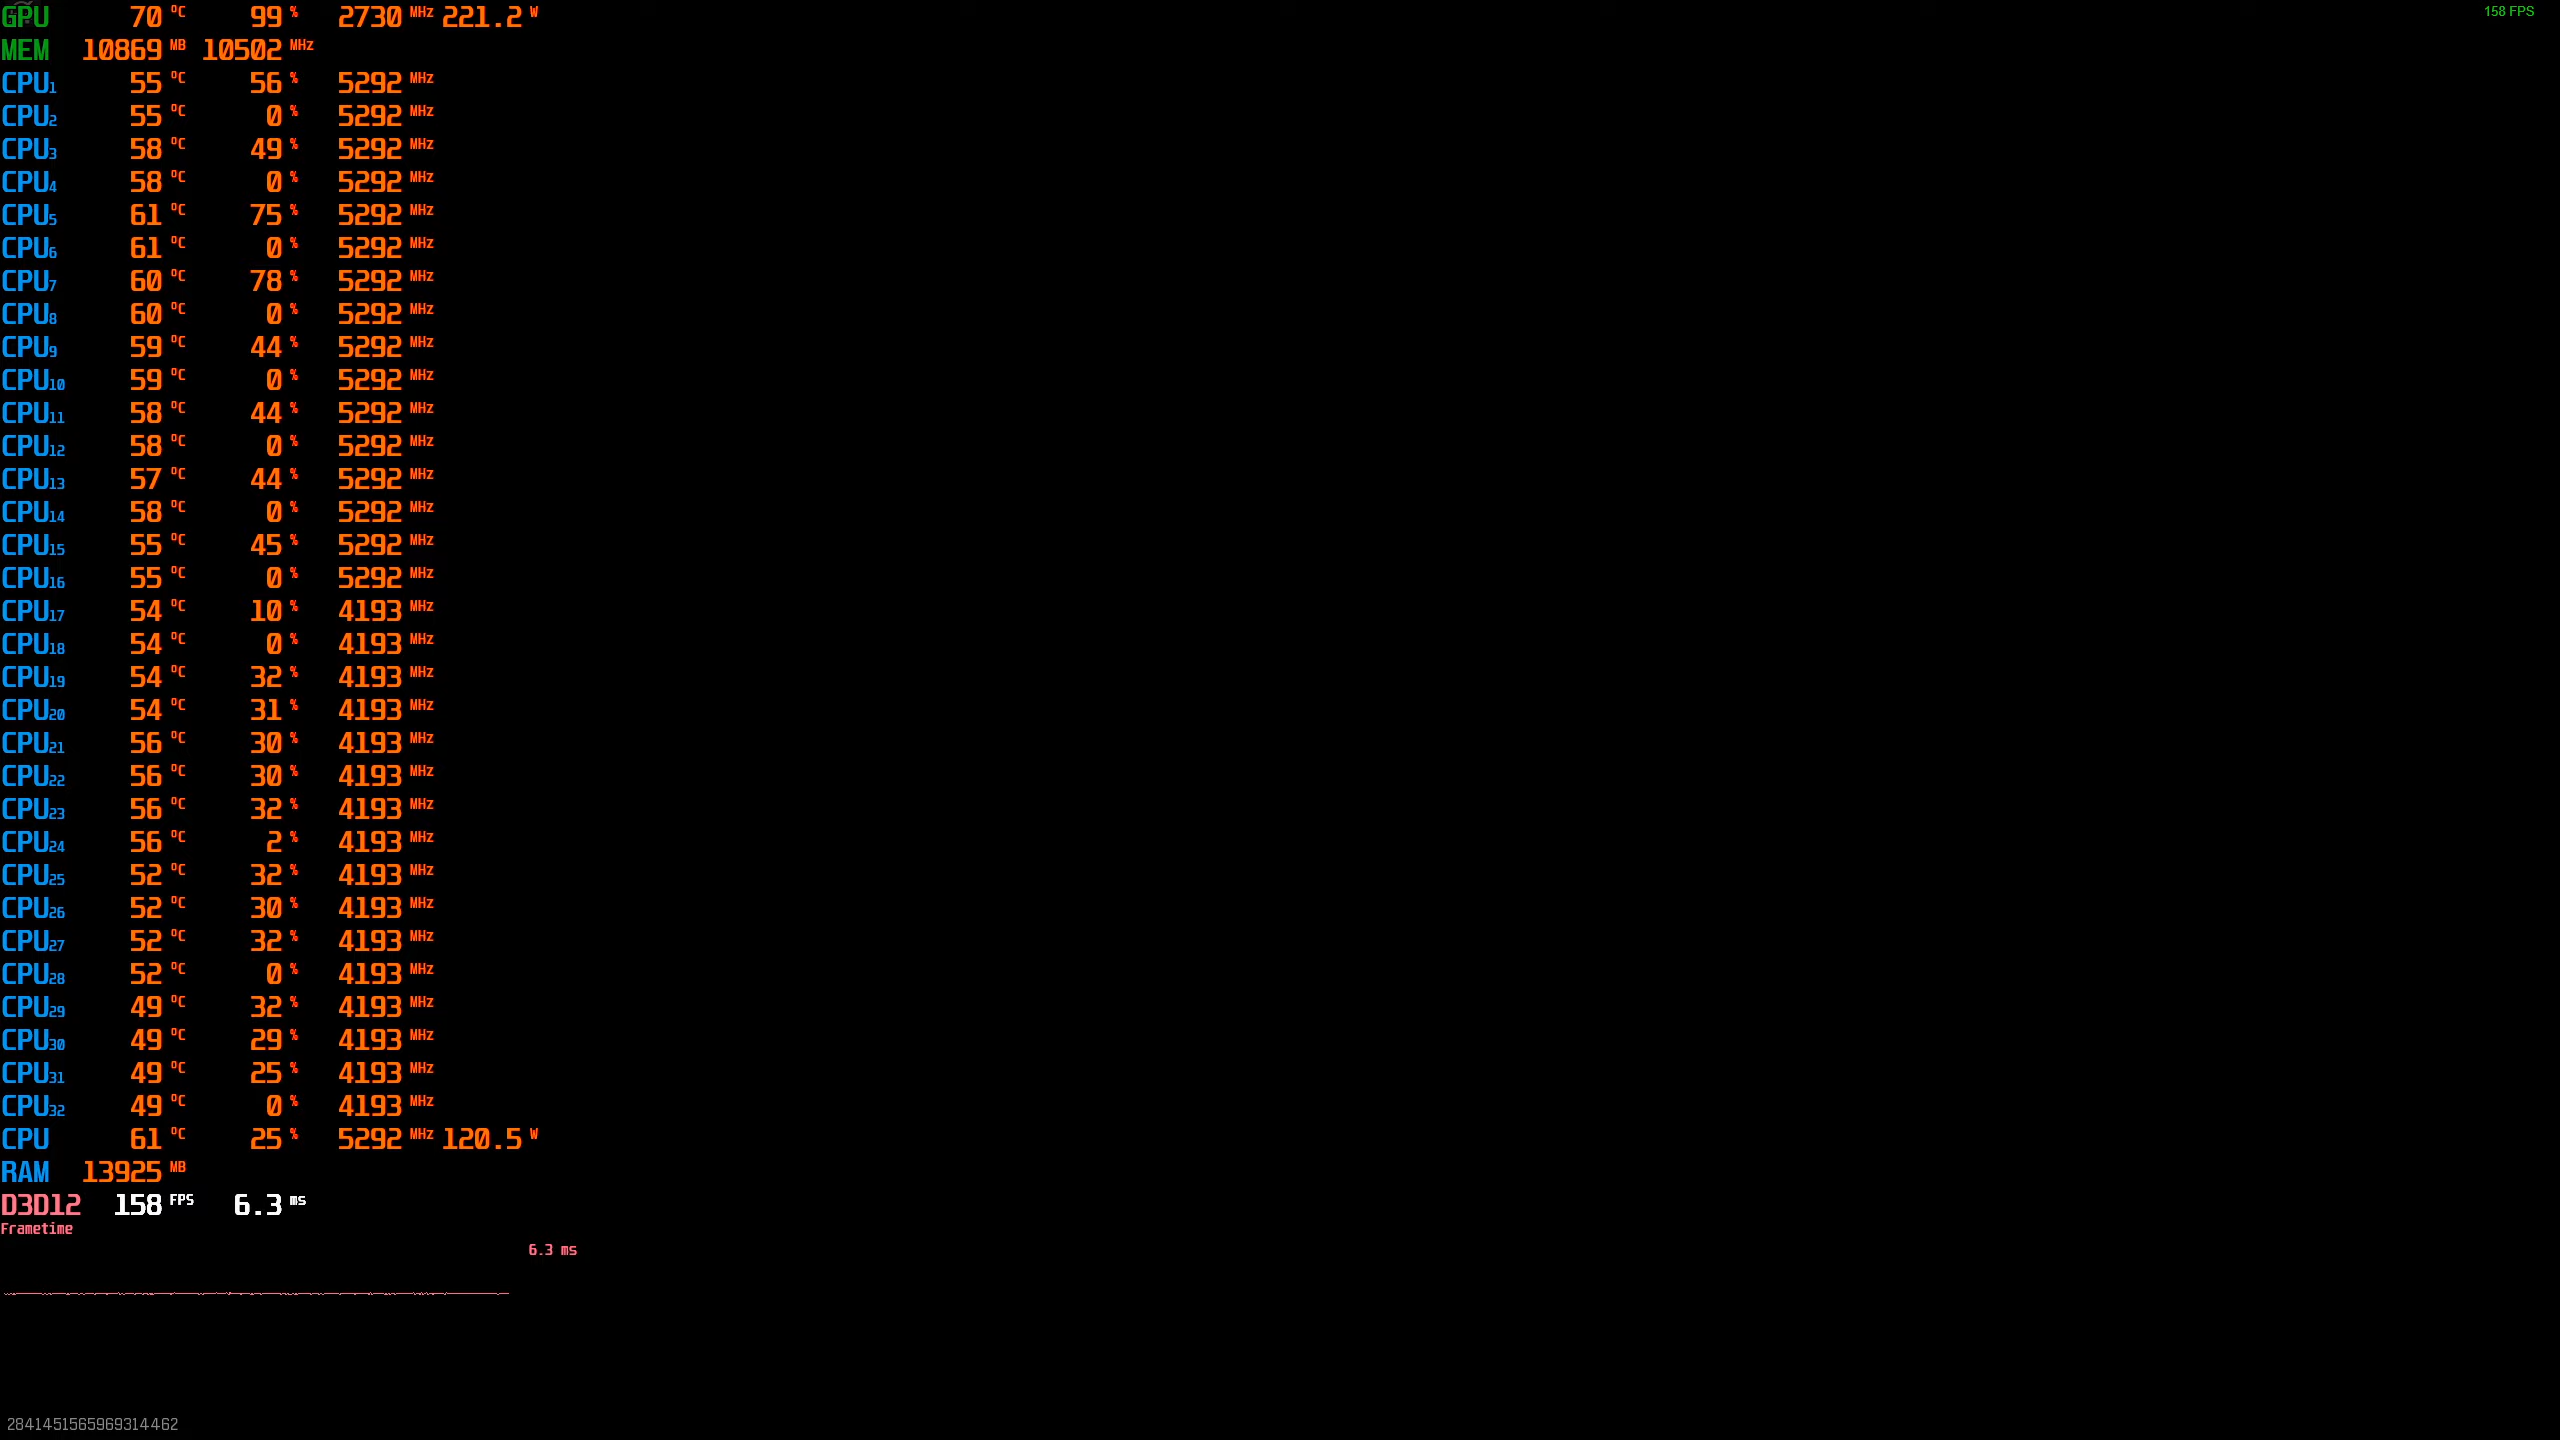 GPU 70 °C 99 % 2730 MHz 221.2 W 158 FPS
MEM 10869 MB 10502 MHz
CPU1 55 °C 56 % 5292 MHz
CPU2 55 °C 0 % 5292 MHz
CPU3 58 °C 49 % 5292 MHz
CPU4 58 °C 0 % 5292 MHz
CPU5 61 °C 75 % 5292 MHz
CPU6 61 °C 0 % 5292 MHz
CPU7 60 °C 78 % 5292 MHz
CPU8 60 °C 0 % 5292 MHz
CPU9 59 °C 44 % 5292 MHz
CPU10 59 °C 0 % 5292 MHz
CPU11 58 °C 44 % 5292 MHz
CPU12 58 °C 0 % 5292 MHz
CPU13 57 °C 44 % 5292 MHz
CPU14 58 °C 0 % 5292 MHz
CPU15 55 °C 45 % 5292 MHz
CPU16 55 °C 0 % 5292 MHz
CPU17 54 °C 10 % 4193 MHz
CPU18 54 °C 0 % 4193 MHz
CPU19 54 °C 32 % 4193 MHz
CPU20 54 °C 31 % 4193 MHz
CPU21 56 °C 30 % 4193 MHz
CPU22 56 °C 30 % 4193 MHz
CPU23 56 °C 32 % 4193 MHz
CPU24 56 °C 2 % 4193 MHz
CPU25 52 °C 32 % 4193 MHz
CPU26 52 °C 30 % 4193 MHz
CPU27 52 °C 32 % 4193 MHz
CPU28 52 °C 0 % 4193 MHz
CPU29 49 °C 32 % 4193 MHz
CPU30 49 °C 29 % 4193 MHz
CPU31 49 °C 25 % 4193 MHz
CPU32 49 °C 0 % 4193 MHz
CPU 61 °C 25 % 5292 MHz 120.5 W
RAM 13925 MB
D3D12 158 FPS 6.3 ms
Frametime
6.3 ms
2841451565969314462